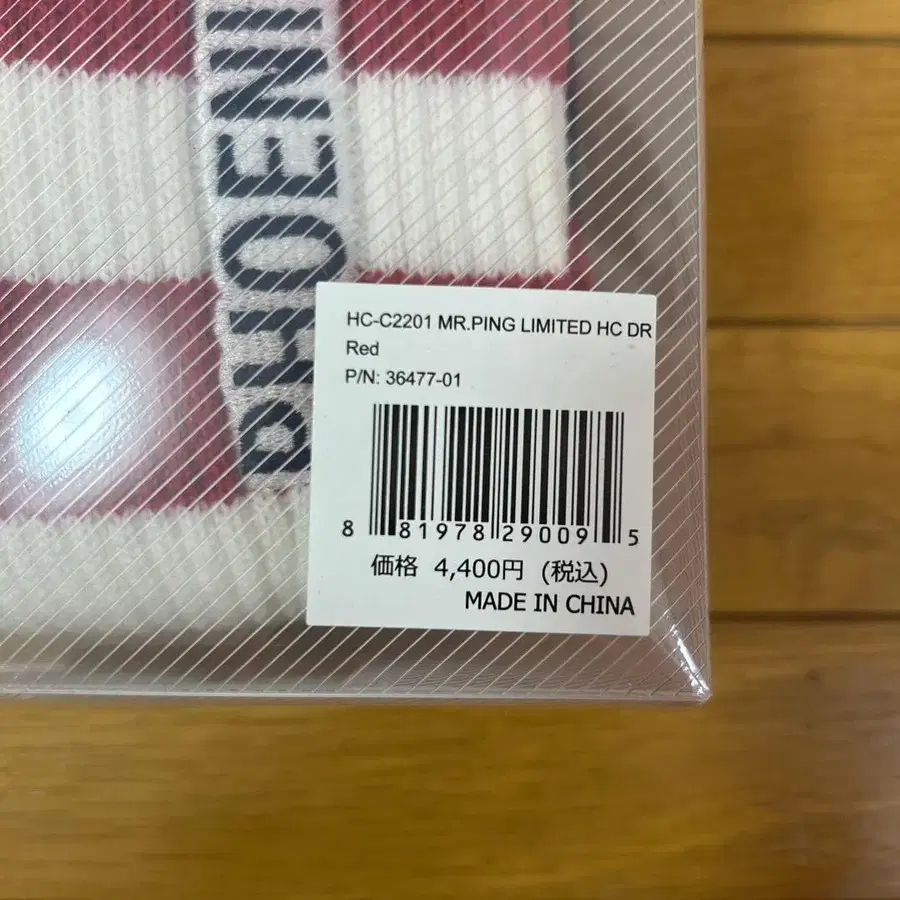 PHOENI
HC-C2201 MR.PING LIMITED HC DR
Red
P/N: 36477-01
8 81978 29009 5
価格 4,400円 (税込)
MADE IN CHINA